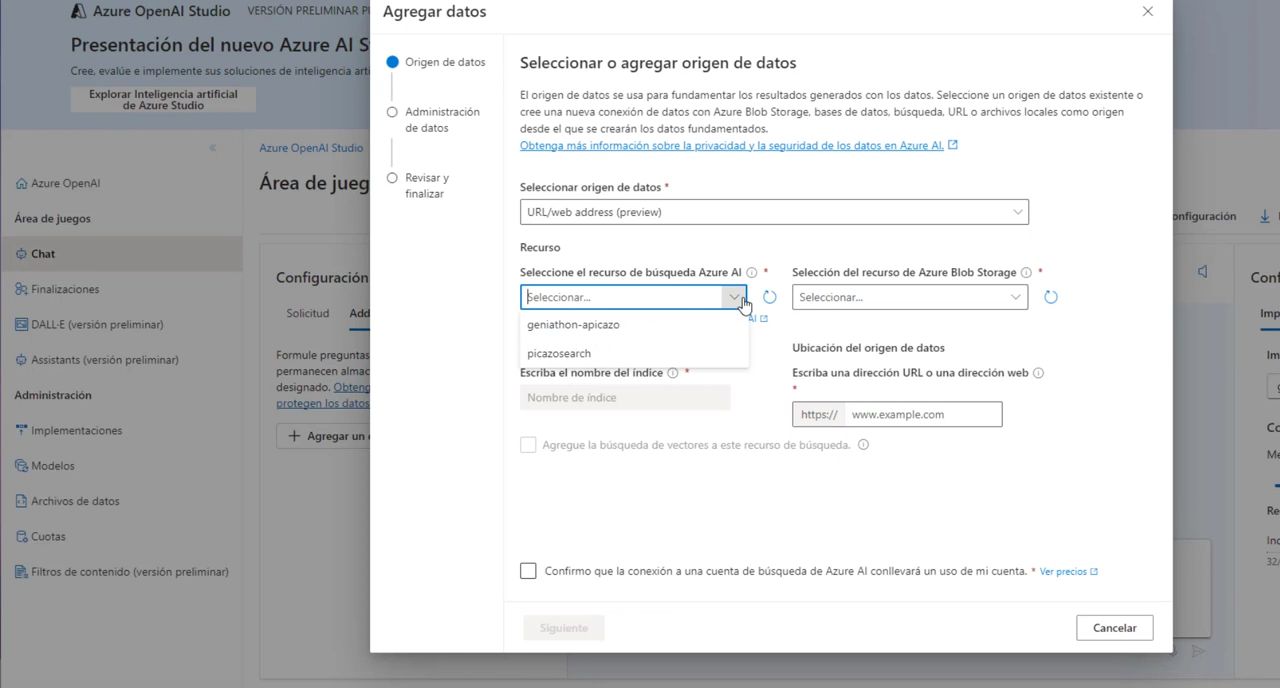 Azure OpenAI Studio
VERSIÓN PRELIMINAR
Presentación del nuevo Azure AI
Cree, evalúe e implemente sus soluciones de inteligencia
Explorar Inteligencia artificial
de Azure Studio
Azure OpenAI
Área de juegos
Chat
Finalizaciones
DALL·E (versión preliminar)
Assistants (versión preliminar)
Administración
Implementaciones
Modelos
Archivos de datos
Cuotas
Filtros de contenido (versión preliminar)
Azure OpenAI Studio
Área de
Configuración
Solicitud
Formule
permanecen
designado.
protegen los datos
Agregar un
Agregar datos
Origen de datos
Administración
de datos
Revisar y
finalizar
Seleccionar o agregar origen de datos
El origen de datos se usa para fundamentar los resultados generados con los datos. Seleccione un origen de datos existente o
cree una nueva conexión de datos con Azure Blob Storage, bases de datos, búsqueda, URL o archivos locales como origen
desde el que se crearán los datos fundamentados.
Obtenga más información sobre la privacidad y la seguridad de los datos en Azure AI.
Seleccionar origen de datos *
URL/web address (preview)
Recurso
Seleccione el recurso de búsqueda Azure AI *
Seleccionar...
geniathon-apicazo
picazosearch
AI
Escriba el nombre del índice *
Nombre de índice
Agregue la búsqueda de vectores a este recurso de búsqueda.
Selección del recurso de Azure Blob Storage *
Seleccionar...
Ubicación del origen de datos
Escriba una dirección URL o una dirección web
*
https:// www.example.com
Confirmo que la conexión a una cuenta de búsqueda de Azure AI conllevará un uso de mi cuenta. * Ver precios
Siguiente
Cancelar